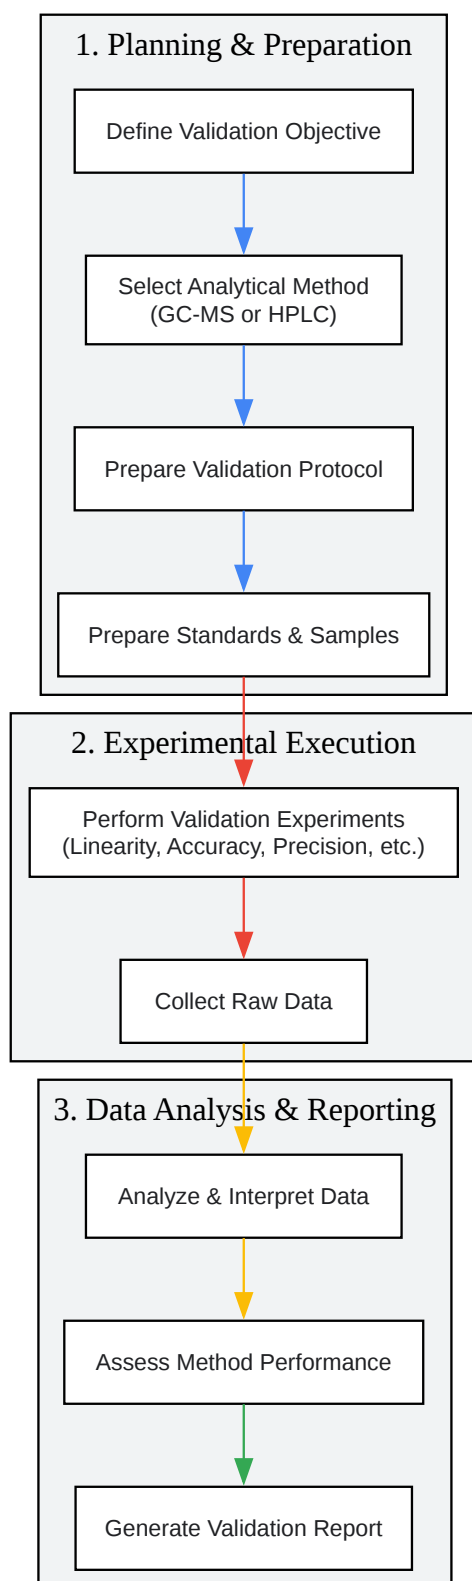 1. Planning & Preparation
Define Validation Objective
Select Analytical Method
(GC-MS or HPLC)
Prepare Validation Protocol
Prepare Standards & Samples
2. Experimental Execution
Perform Validation Experiments
(Linearity, Accuracy, Precision, etc.)
Collect Raw Data
3. Data Analysis & Reporting
Analyze & Interpret Data
Assess Method Performance
Generate Validation Report